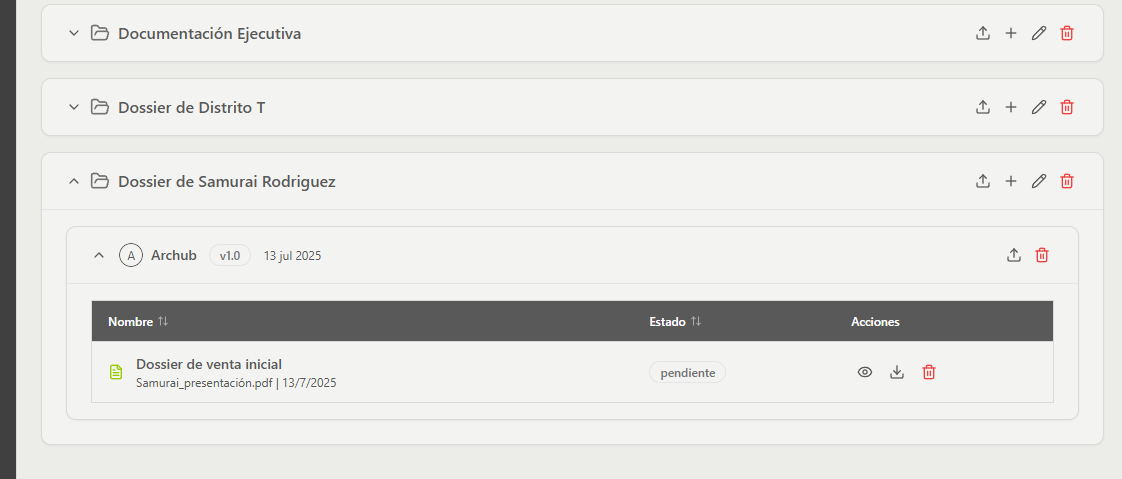 Documentación Ejecutiva
Dossier de Distrito T
Dossier de Samurai Rodriguez
A Archub v1.0 13 jul 2025
Nombre Estado Acciones
Dossier de venta inicial
Samurai_presentación.pdf | 13/7/2025
pendiente